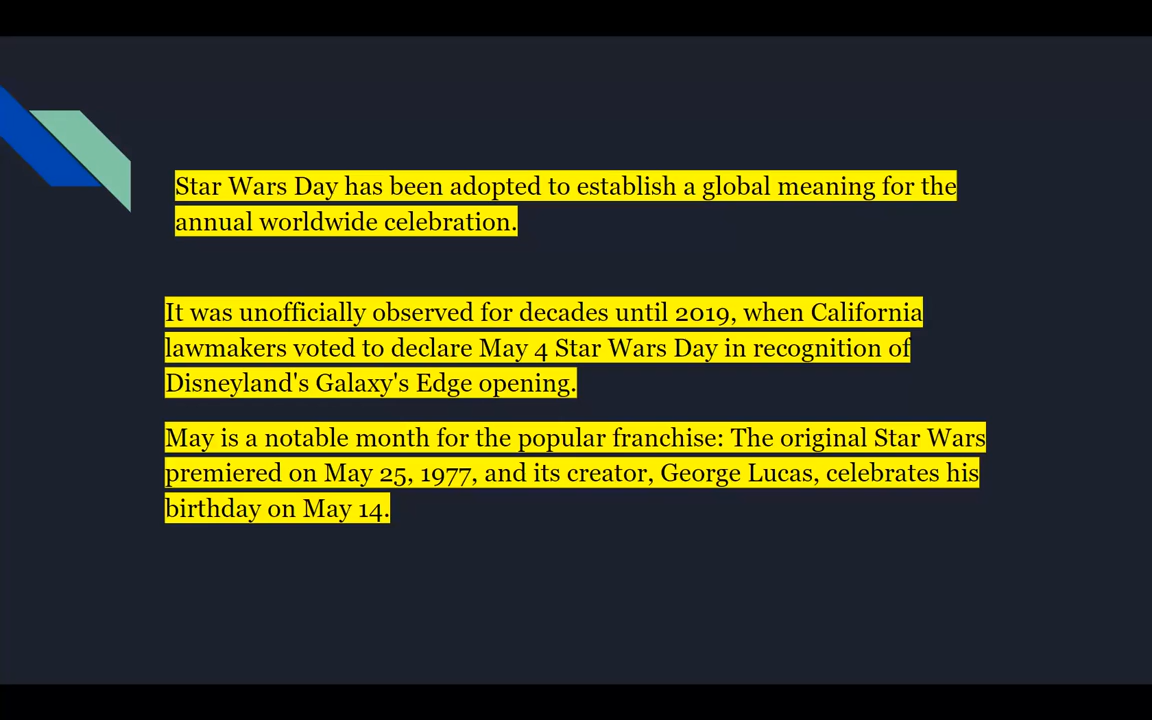 Star Wars Day has been adopted to establish a global meaning for the
annual worldwide celebration.
It was unofficially observed for decades until 2019, when California
lawmakers voted to declare May 4 Star Wars Day in recognition of
Disneyland's Galaxy's Edge opening.
May is a notable month for the popular franchise: The original Star Wars
premiered on May 25, 1977, and its creator, George Lucas, celebrates his
birthday on May 14.